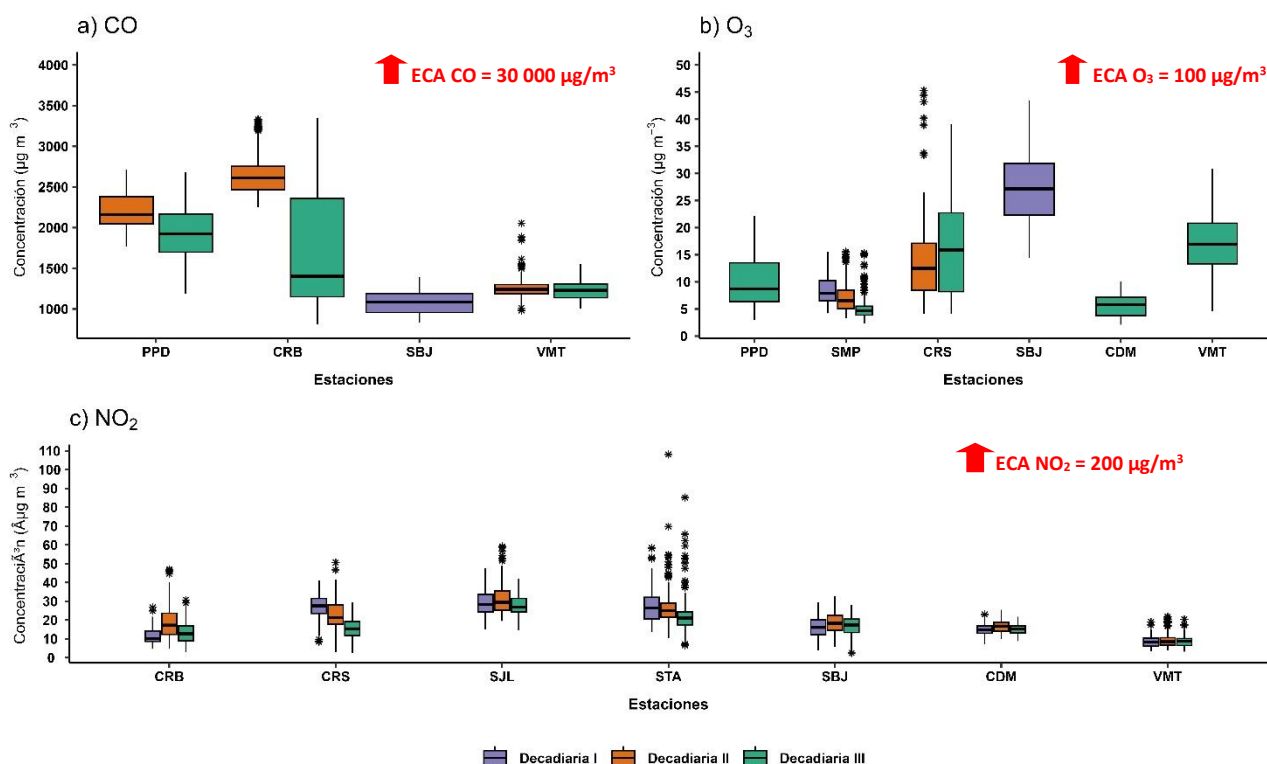 a) CO
ECA CO = 30 000 µg/m³
4000
3500
3000
2500
2000
1500
1000
Concentración (µg m⁻³)
PPD CRB SBJ VMT
Estaciones
b) O₃
ECA O₃ = 100 µg/m³
50
45
40
35
30
25
20
15
10
5
0
Concentración (µg m⁻³)
PPD SMP CRS SBJ CDM VMT
Estaciones
c) NO₂
ECA NO₂ = 200 µg/m³
110
100
90
80
70
60
50
40
30
20
10
0
ConcentraciÃ³n (Âµg m⁻³)
CRB CRS SJL STA SBJ CDM VMT
Estaciones
Decadiaria I Decadiaria II Decadiaria III